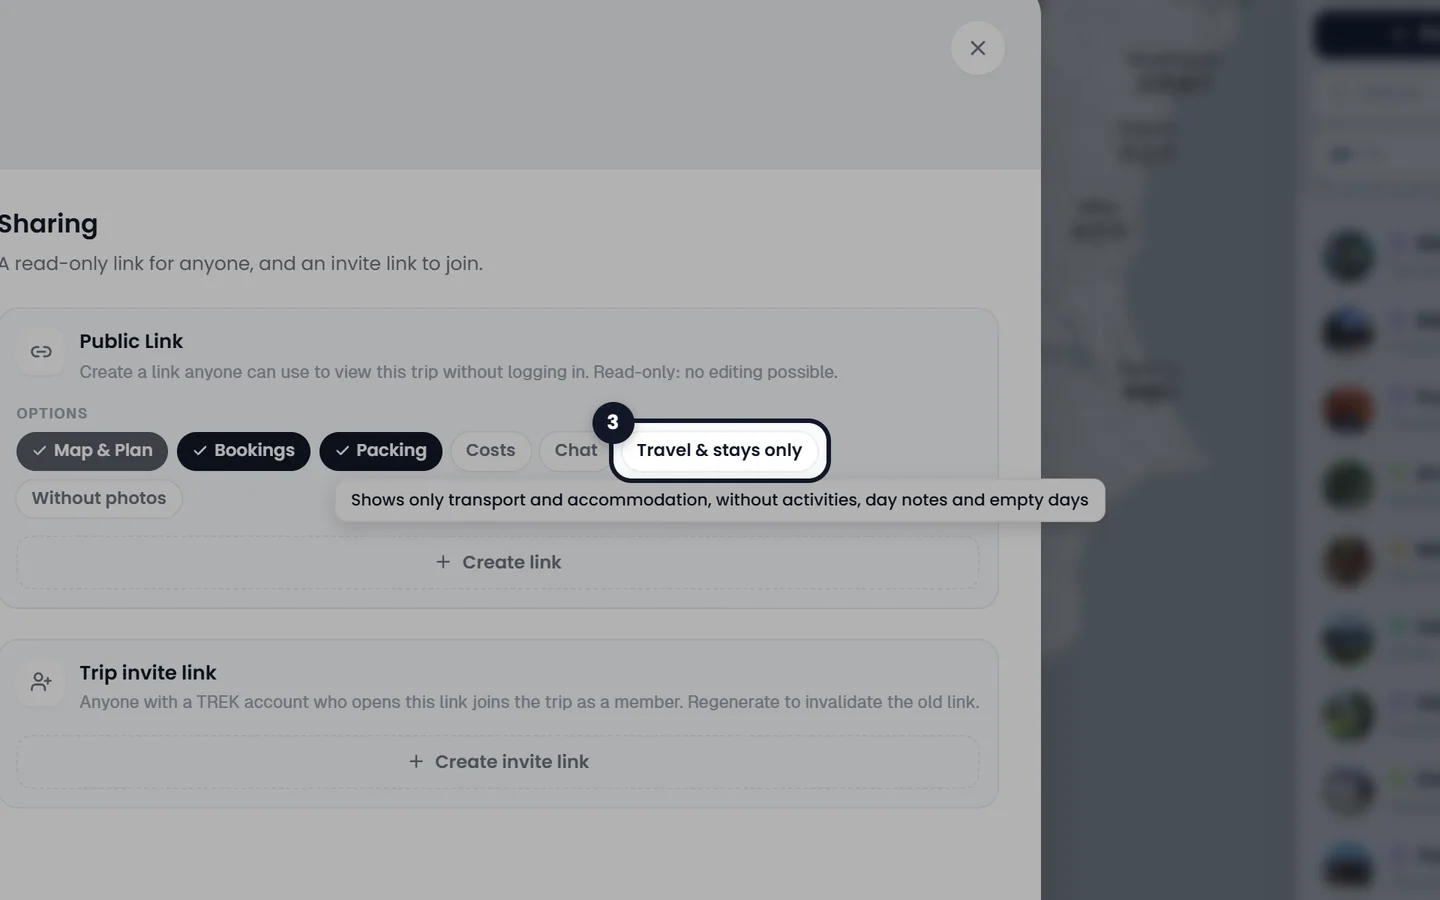 Sharing
A read-only link for anyone, and an invite link to join.
Public Link
Create a link anyone can use to view this trip without logging in. Read-only: no editing possible.
OPTIONS
Map & Plan
Bookings
Packing
Costs
Chat
3
Travel & stays only
Without photos
Shows only transport and accommodation, without activities, day notes and empty days
Create link
Trip invite link
Anyone with a TREK account who opens this link joins the trip as a member. Regenerate to invalidate the old link.
Create invite link